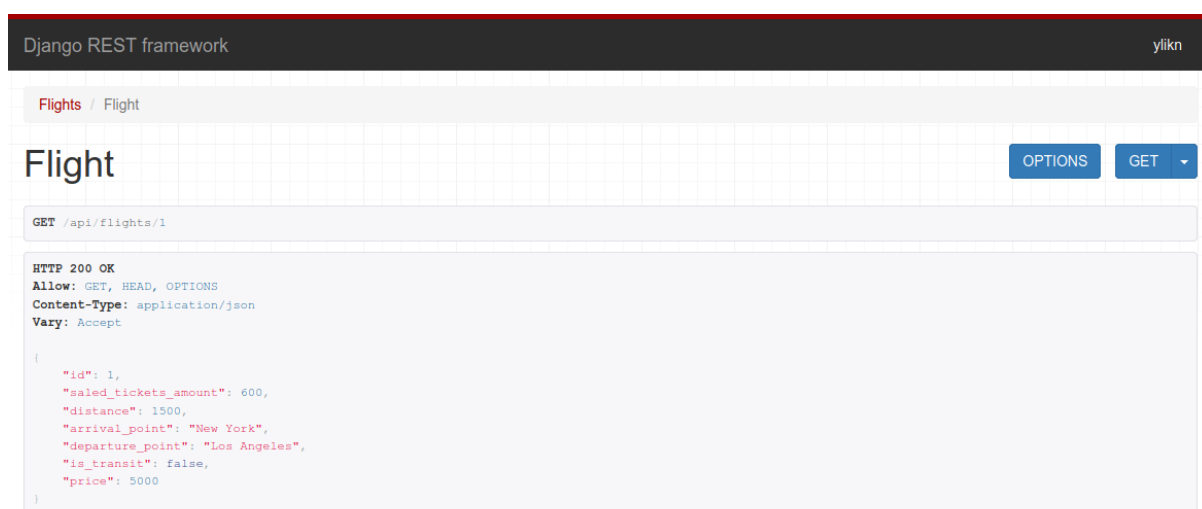 Django REST framework
ylikn
Flights / Flight
Flight
OPTIONS
GET
GET /api/flights/1
HTTP 200 OK
Allow: GET, HEAD, OPTIONS
Content-Type: application/json
Vary: Accept
{
"id": 1,
"saled_tickets_amount": 600,
"distance": 1500,
"arrival_point": "New York",
"departure_point": "Los Angeles",
"is_transit": false,
"price": 5000
}